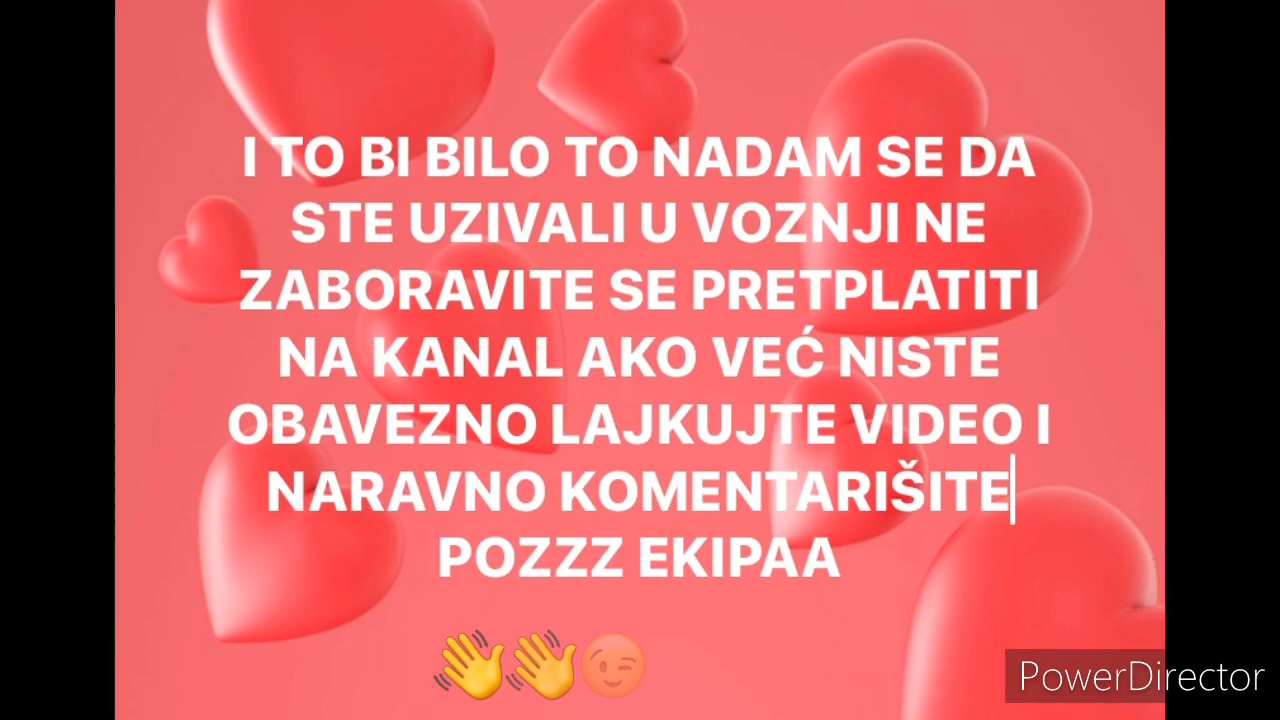 I TO BI BILO TO NADAM SE DA
STE UZIVALI U VOZNJI NE
ZABORAVITE SE PRETPLATITI
NA KANAL AKO VEĆ NISTE
OBAVEZNO LAJKUJTE VIDEO I
NARAVNO KOMENTARIŠITE
POZZZ EKIPAA
👋👋😉
PowerDirector